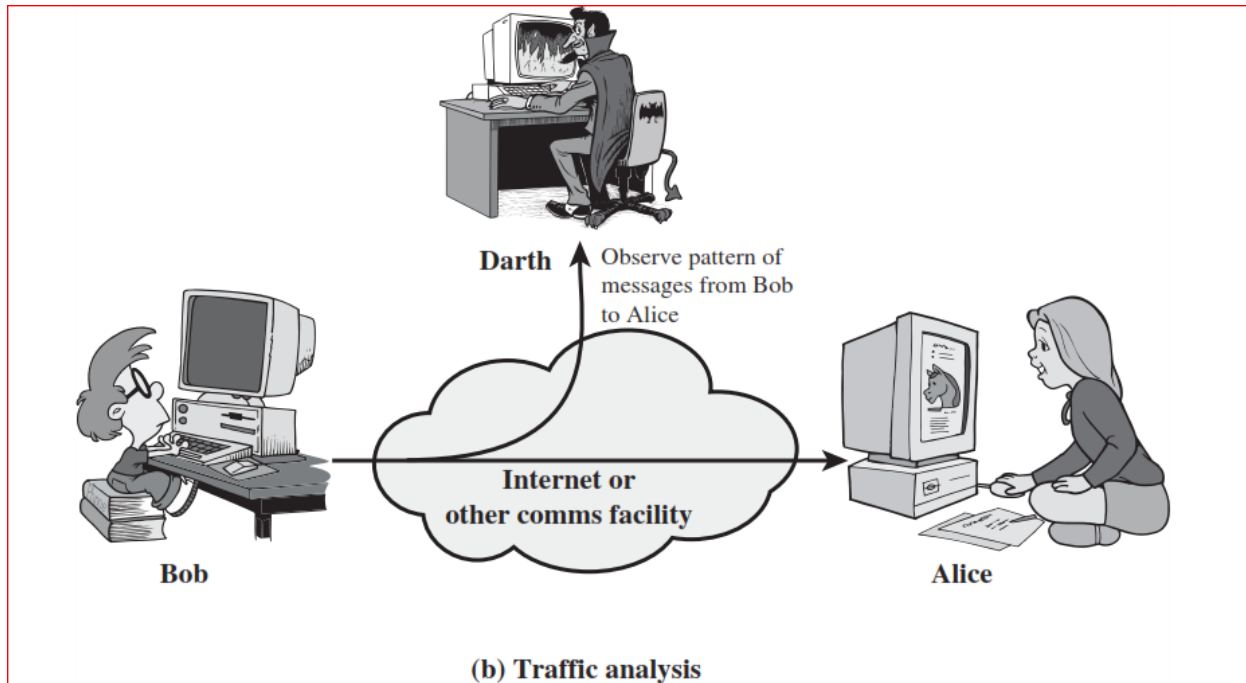 Darth
Observe pattern of
messages from Bob
to Alice
Internet or
other comms facility
Bob
Alice
(b) Traffic analysis